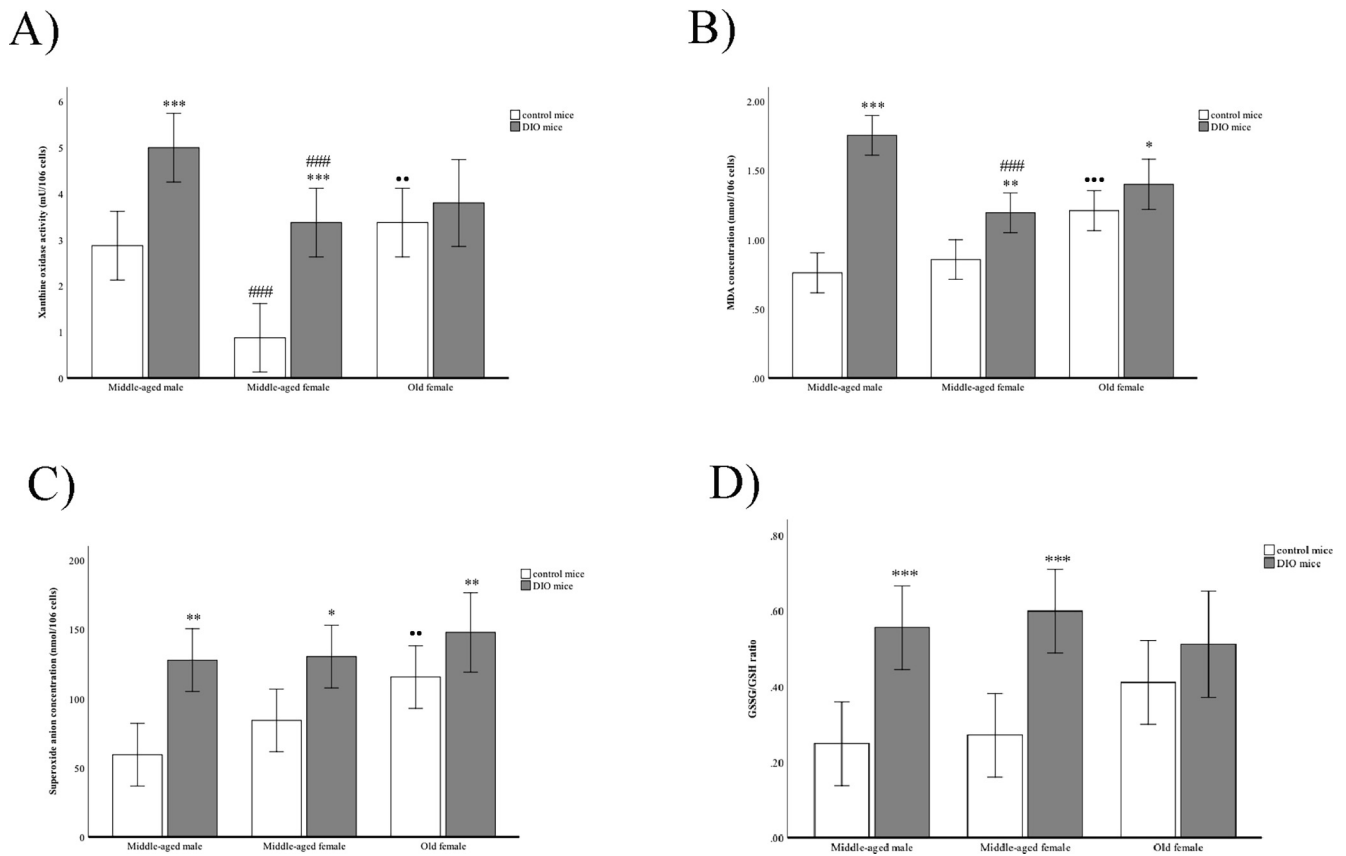 A)
Xanthine oxidase activity (mU/106 cells)
6
5
4
3
2
1
0
***
###
###
***
••
control mice
DIO mice
Middle-aged male
Middle-aged female
Old female
B)
MDA concentration (nmol/106 cells)
2.00
1.50
1.00
.50
.00
***
###
**
•••
*
control mice
DIO mice
Middle-aged male
Middle-aged female
Old female
C)
Superoxide anion concentration (nmol/106 cells)
200
150
100
50
0
**
*
••
**
control mice
DIO mice
Middle-aged male
Middle-aged female
Old female
D)
GSSG/GSH ratio
.80
.60
.40
.20
.00
***
***
control mice
DIO mice
Middle-aged male
Middle-aged female
Old female